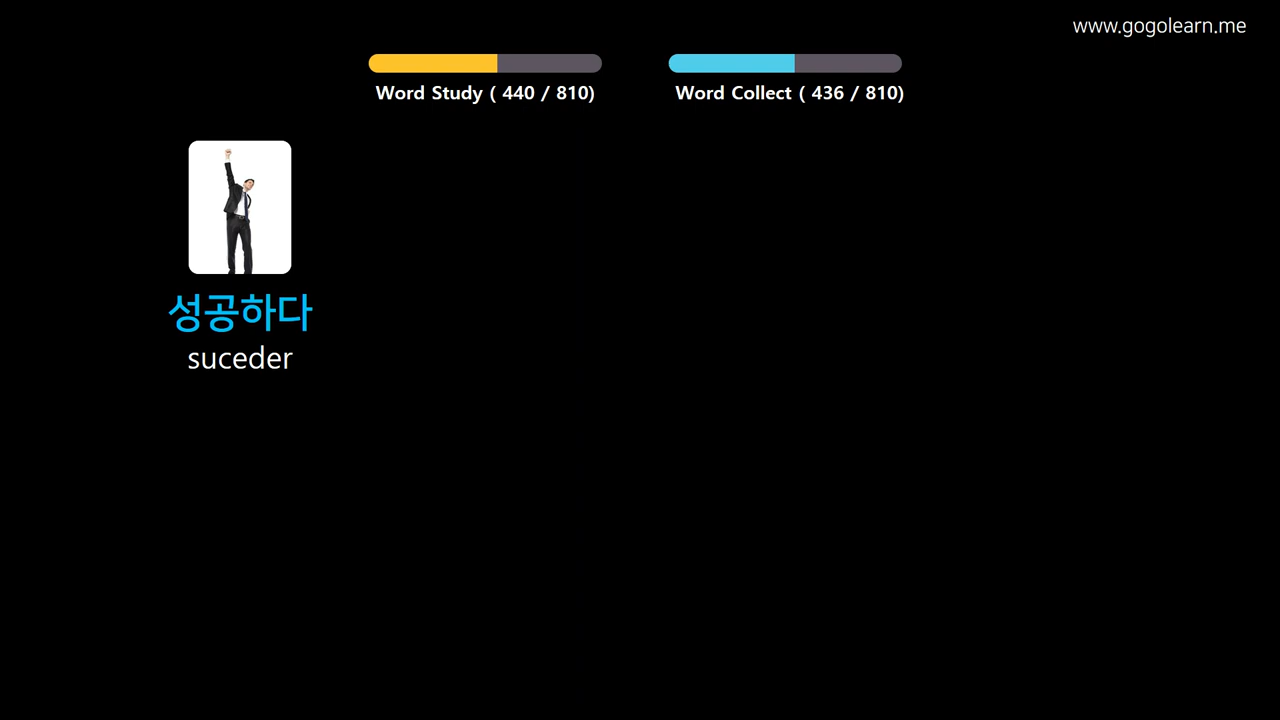 www.gogolearn.me
Word Study ( 440 / 810)
Word Collect ( 436 / 810)
성공하다
suceder